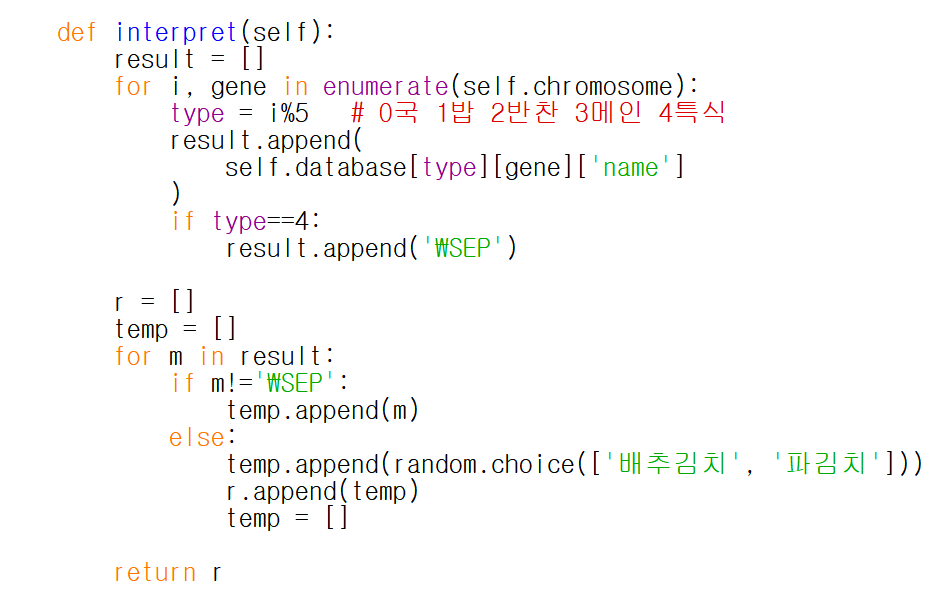 def interpret(self):
    result = []
    for i, gene in enumerate(self.chromosome):
        type = i%5   # 0국 1밥 2반찬 3메인 4특식
        result.append(
            self.database[type][gene]['name']
        )
        if type==4:
            result.append('₩SEP')

    r = []
    temp = []
    for m in result:
        if m!='₩SEP':
            temp.append(m)
        else:
            temp.append(random.choice(['배추김치', '파김치']))
            r.append(temp)
            temp = []

    return r